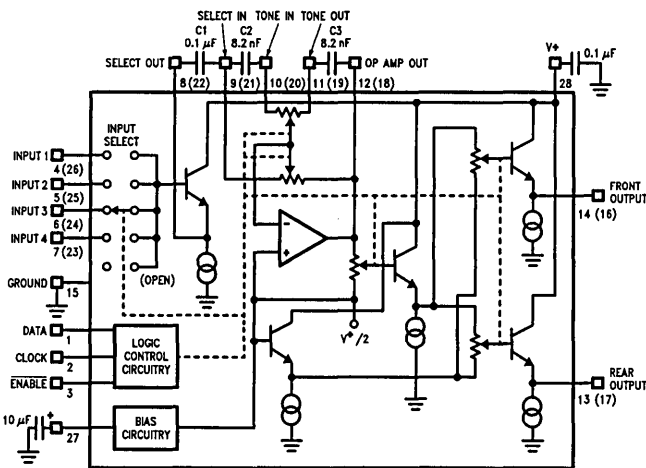 SELECT IN TONE IN TONE OUT
C1 C2 C3
0.1 µF 8.2 nF 8.2 nF
SELECT OUT OP AMP OUT V+ 0.1 µF
8 (22) 9 (21) 10 (20) 11 (19) 12 (18) 28
INPUT
SELECT
INPUT 1
4 (26)
INPUT 2
5 (25)
INPUT 3
6 (24)
INPUT 4
7 (23)
(OPEN)
GROUND
15
FRONT
OUTPUT
14 (16)
-
+
V+/2
DATA
1
CLOCK
2
ENABLE
3
LOGIC
CONTROL
CIRCUITRY
REAR
OUTPUT
13 (17)
10 µF +
27
BIAS
CIRCUITRY